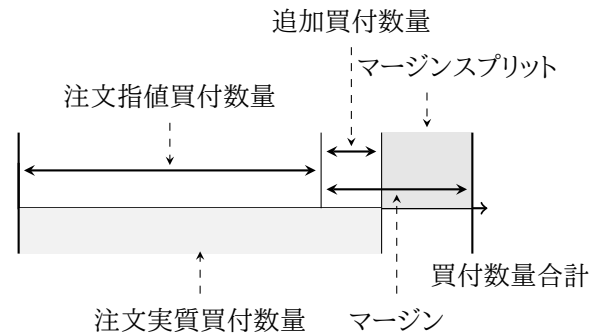 追加買付数量
マージンスプリット
注文指値買付数量
買付数量合計
注文実質買付数量
マージン